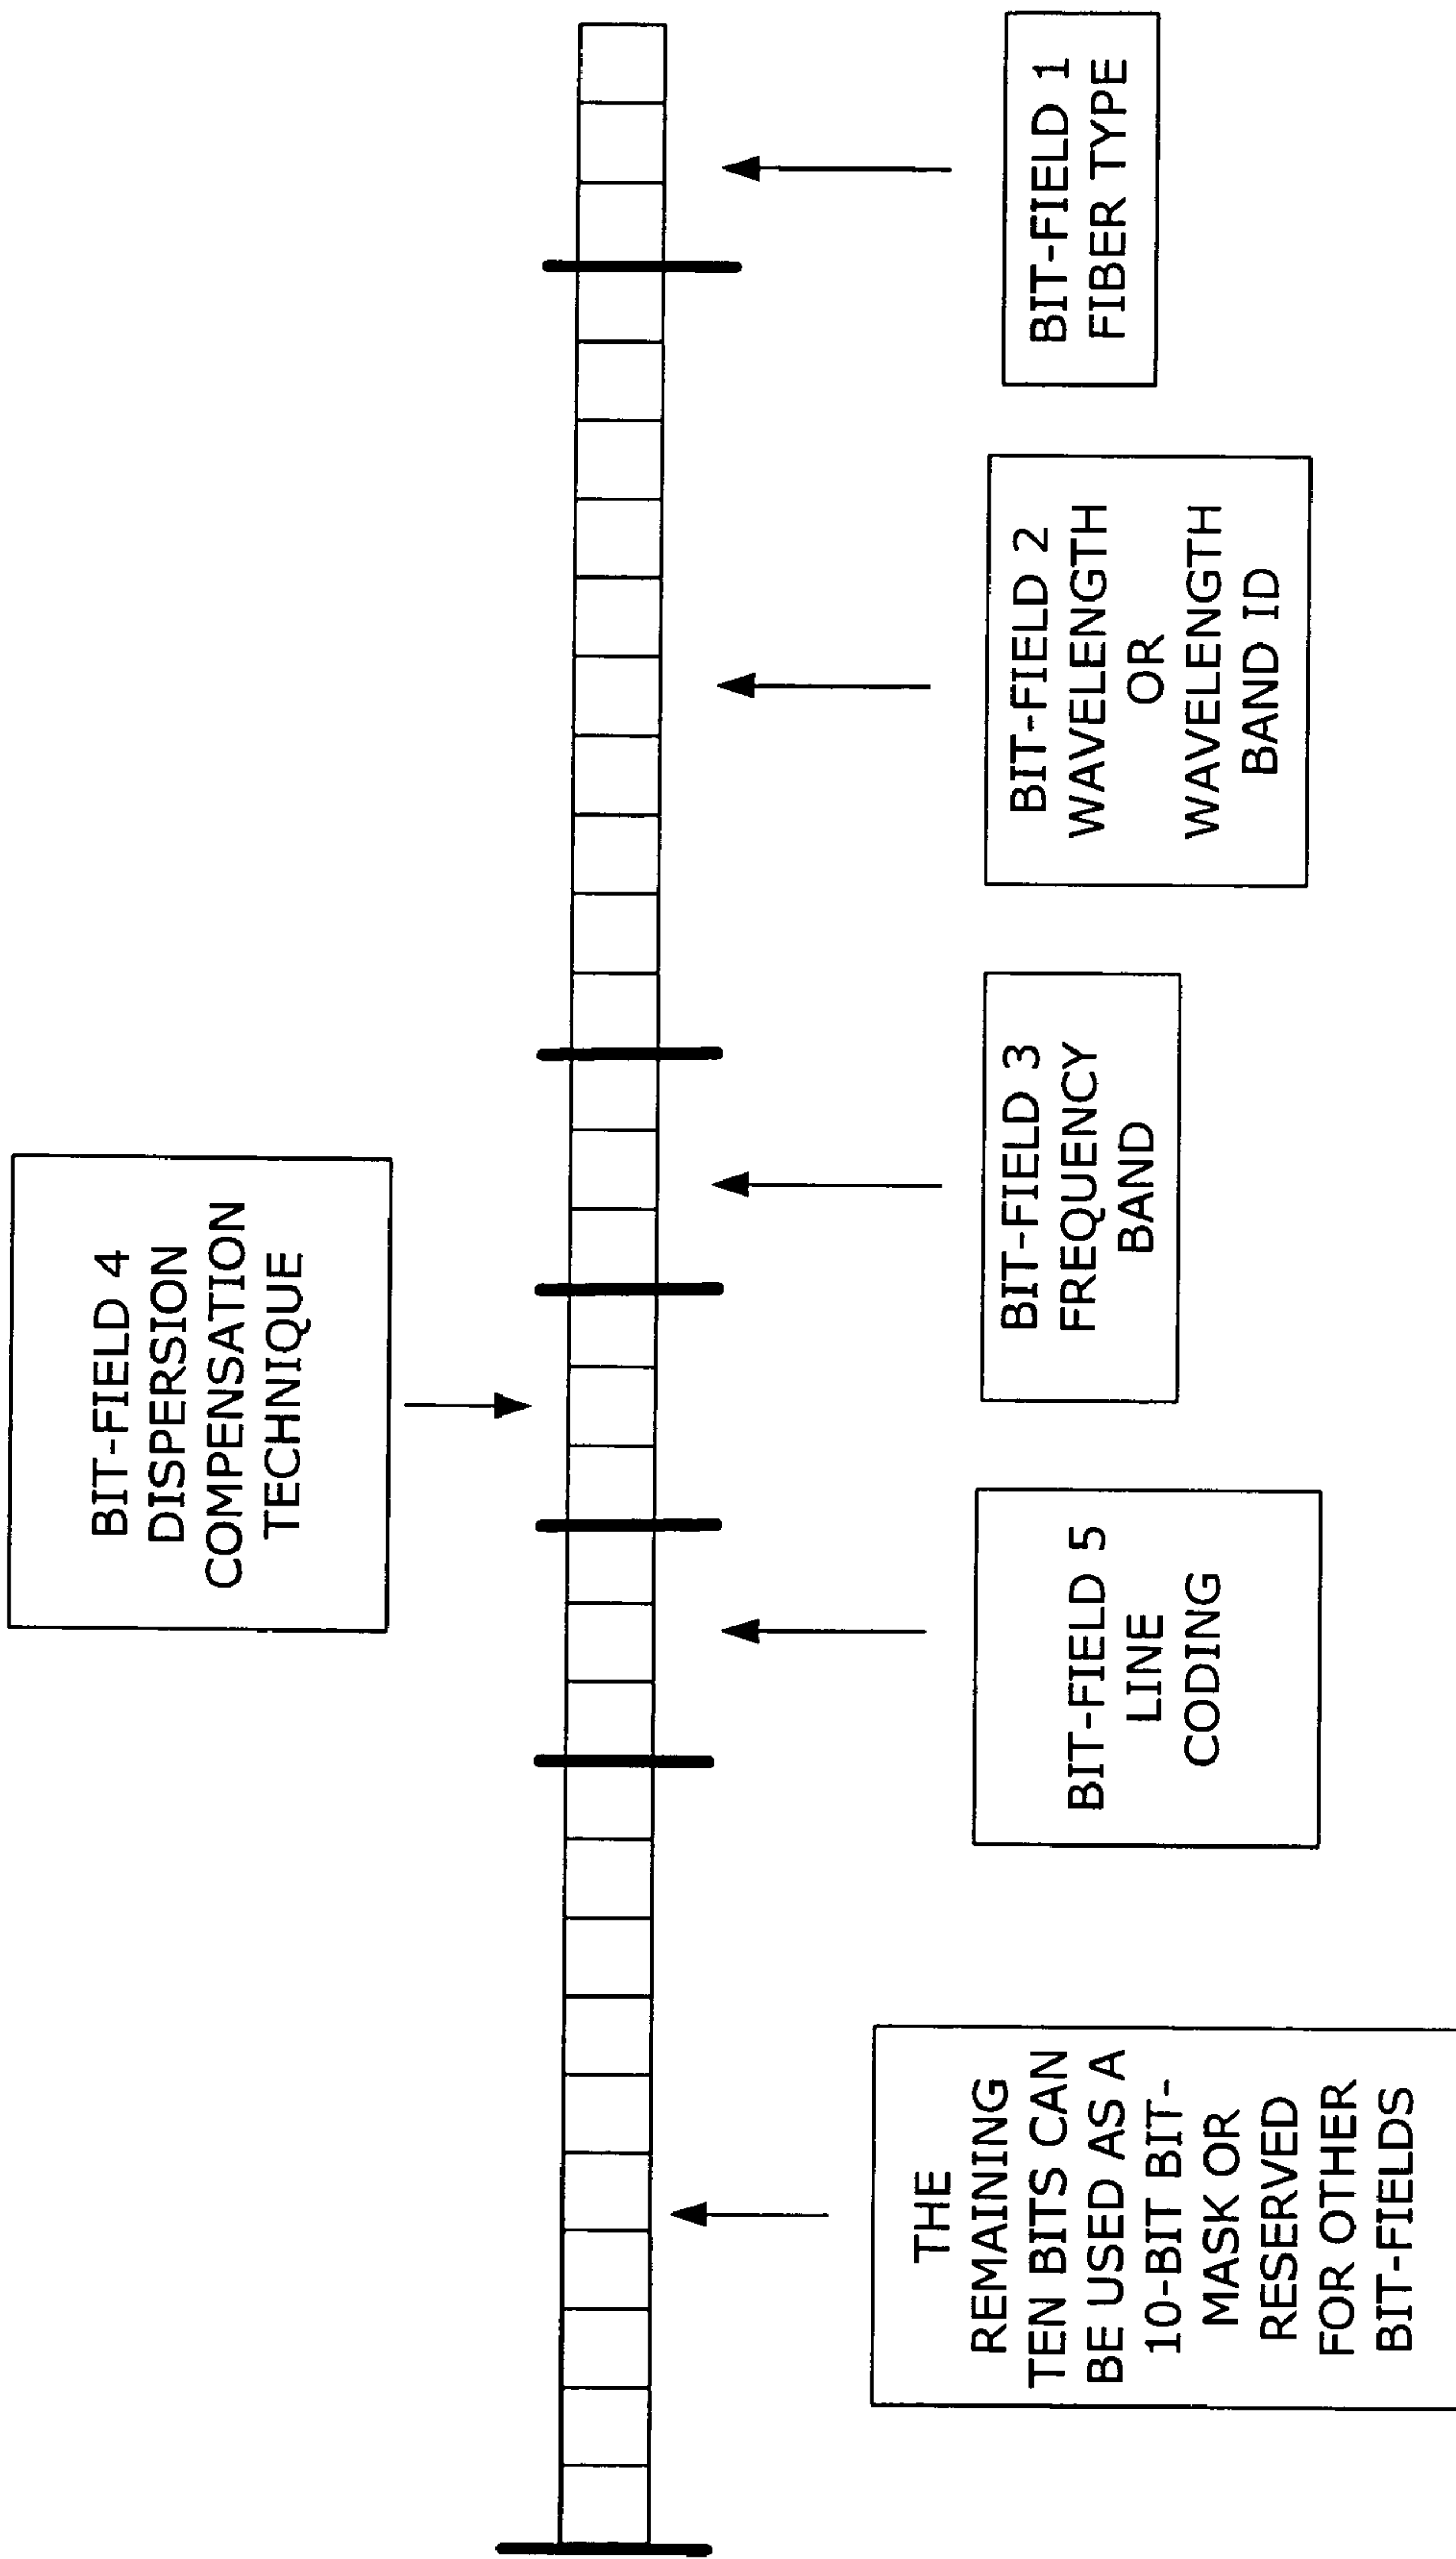 BIT-FIELD 4
DISPERSION
COMPENSATION
TECHNIQUE
THE
REMAINING
TEN BITS CAN
BE USED AS A
10-BIT BIT-
MASK OR
RESERVED
FOR OTHER
BIT-FIELDS
BIT-FIELD 5
LINE
CODING
BIT-FIELD 3
FREQUENCY
BAND
BIT-FIELD 2
WAVELENGTH
OR
WAVELENGTH
BAND ID
BIT-FIELD 1
FIBER TYPE